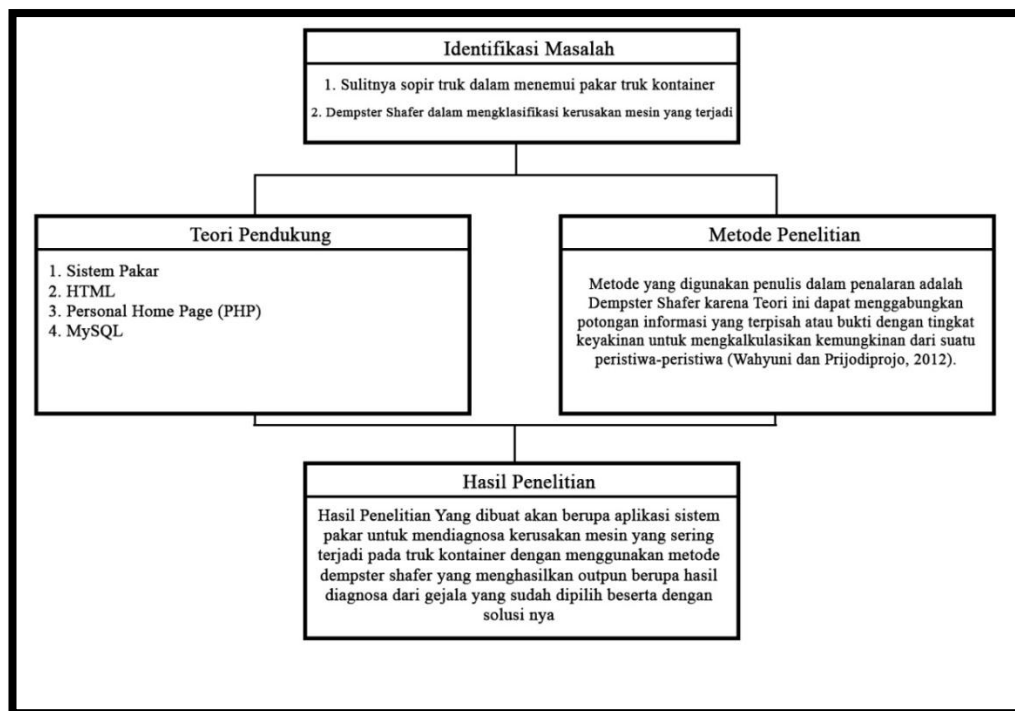 Identifikasi Masalah
1. Sulitnya sopir truk dalam menemui pakar truk kontainer
2. Dempster Shafer dalam mengklasifikasi kerusakan mesin yang terjadi
Teori Pendukung
1. Sistem Pakar
2. HTML
3. Personal Home Page (PHP)
4. MySQL
Metode Penelitian
Metode yang digunakan penulis dalam penalaran adalah
Dempster Shafer karena Teori ini dapat menggabungkan
potongan informasi yang terpisah atau bukti dengan tingkat
keyakinan untuk mengkalkulasikan kemungkinan dari suatu
peristiwa-peristiwa (Wahyuni dan Prijodiprojo, 2012).
Hasil Penelitian
Hasil Penelitian Yang dibuat akan berupa aplikasi sistem
pakar untuk mendiagnosa kerusakan mesin yang sering
terjadi pada truk kontainer dengan menggunakan metode
dempster shafer yang menghasilkan outpun berupa hasil
diagnosa dari gejala yang sudah dipilih beserta dengan
solusi nya